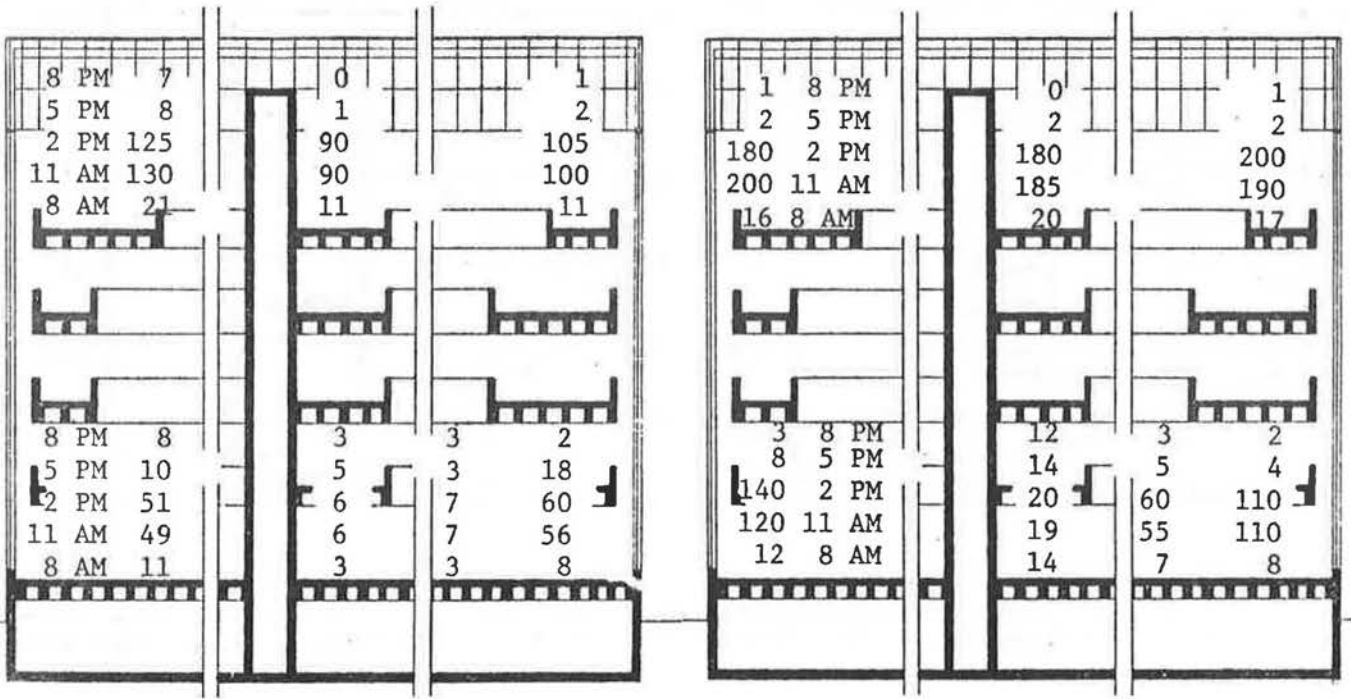 8 PM 7 0 1
5 PM 8 1 2
2 PM 125 90 105
11 AM 130 90 100
8 AM 21 11 11
8 PM 8 3 3 2
5 PM 10 5 3 18
2 PM 51 6 7 60
11 AM 49 6 7 56
8 AM 11 3 3 8
1 8 PM 0 1
2 5 PM 2 2
180 2 PM 180 200
200 11 AM 185 190
16 8 AM 20 17
3 8 PM 12 3 2
8 5 PM 14 5 4
140 2 PM 20 60 110
120 11 AM 19 55 110
12 8 AM 14 7 8